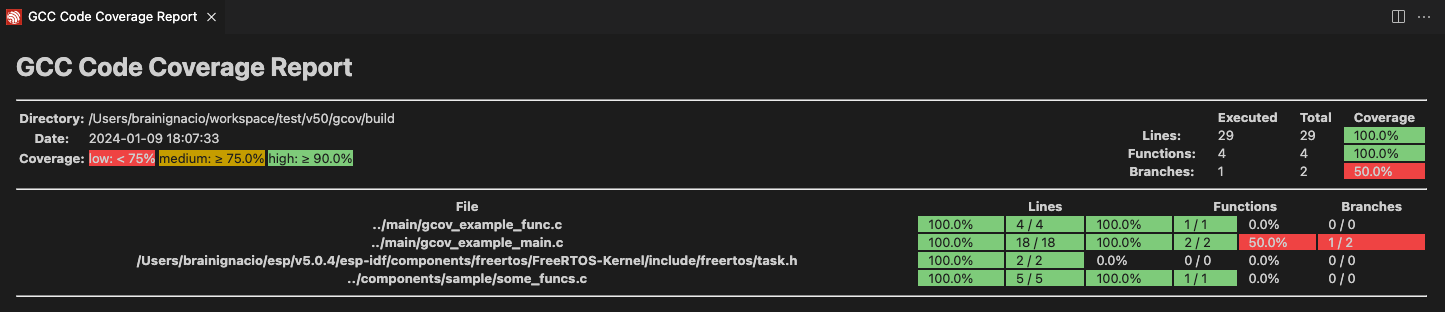 GCC Code Coverage Report
GCC Code Coverage Report
Directory: /Users/brainignacio/workspace/test/v50/gcov/build
Date: 2024-01-09 18:07:33
Coverage: low: < 75% medium: ≥ 75.0% high: ≥ 90.0%
Executed Total Coverage
Lines: 29 29 100.0%
Functions: 4 4 100.0%
Branches: 1 2 50.0%
File Lines Functions Branches
../main/gcov_example_func.c 100.0% 4 / 4 100.0% 1 / 1 0.0% 0 / 0
../main/gcov_example_main.c 100.0% 18 / 18 100.0% 2 / 2 50.0% 1 / 2
/Users/brainignacio/esp/v5.0.4/esp-idf/components/freertos/FreeRTOS-Kernel/include/freertos/task.h 100.0% 2 / 2 0.0% 0 / 0 0.0% 0 / 0
../components/sample/some_funcs.c 100.0% 5 / 5 100.0% 1 / 1 0.0% 0 / 0